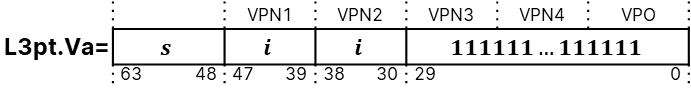 VPN1 VPN2 VPN3 VPN4 VPO
L3pt.Va= s i i 111111 ... 111111
63 48 47 39 38 30 29 0